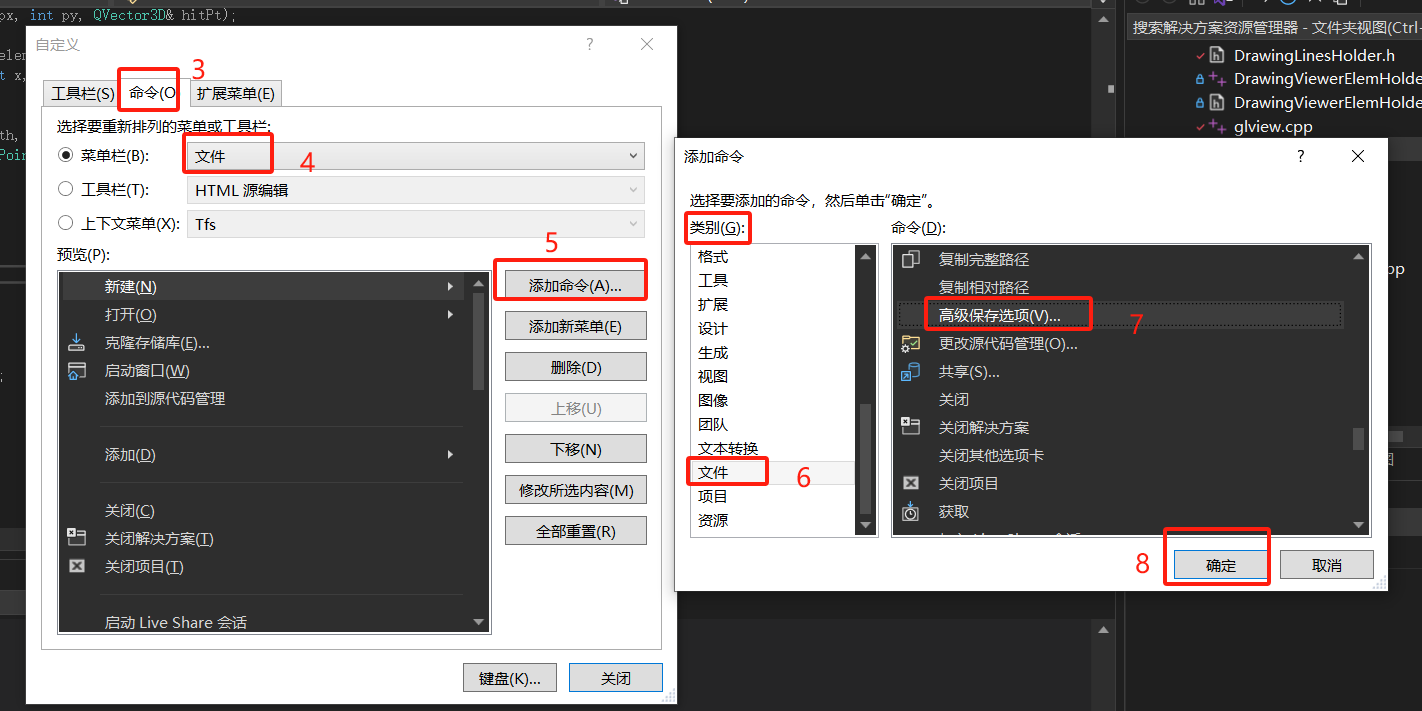 px, int py, QVector3D& hitPt);
自定义
?
3
工具栏(S)
命令(O
扩展菜单(E)
选择要重新排列的菜单或工具栏:
菜单栏(B):
文件
4
工具栏(T):
HTML 源编辑
上下文菜单(X):
Tfs
预览(P):
5
新建(N)
打开(O)
克隆存储库(E)...
启动窗口(W)
添加到源代码管理
添加(D)
关闭(C)
关闭解决方案(T)
关闭项目(T)
启动 Live Share 会话
添加命令(A)...
添加新菜单(E)
删除(D)
上移(U)
下移(N)
修改所选内容(M)
全部重置(R)
键盘(K)...
关闭
elem
t x,
th,
Poin
;
搜索解决方案资源管理器 - 文件夹视图(Ctrl-
DrawingLinesHolder.h
DrawingViewerElemHolde
DrawingViewerElemHolde
glview.cpp
pp
图
添加命令
?
选择要添加的命令，然后单击“确定”。
类别(G):
命令(D):
格式
工具
扩展
设计
生成
视图
图像
团队
文本转换
文件
项目
资源
6
复制完整路径
复制相对路径
高级保存选项(V)...
7
更改源代码管理(O)...
共享(S)...
关闭
关闭解决方案
关闭其他选项卡
关闭项目
获取
8
确定
取消